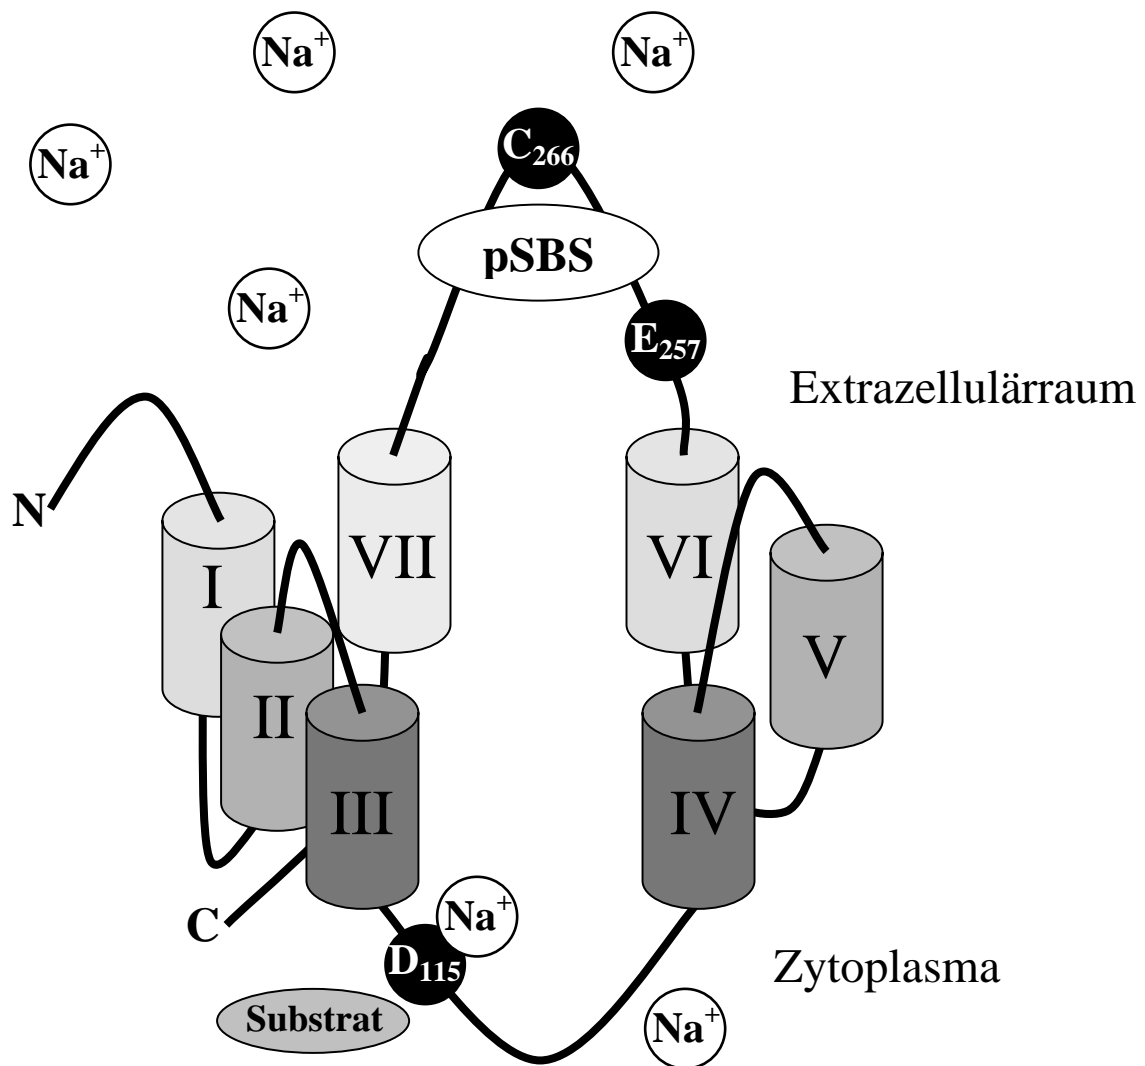 Na⁺
Na⁺
C₂₆₆
Na⁺
pSBS
Na⁺
E₂₅₇
Extrazellulärraum
N
VII
VI
I
V
II
III
IV
C
Na⁺
D₁₁₅
Zytoplasma
Substrat
Na⁺